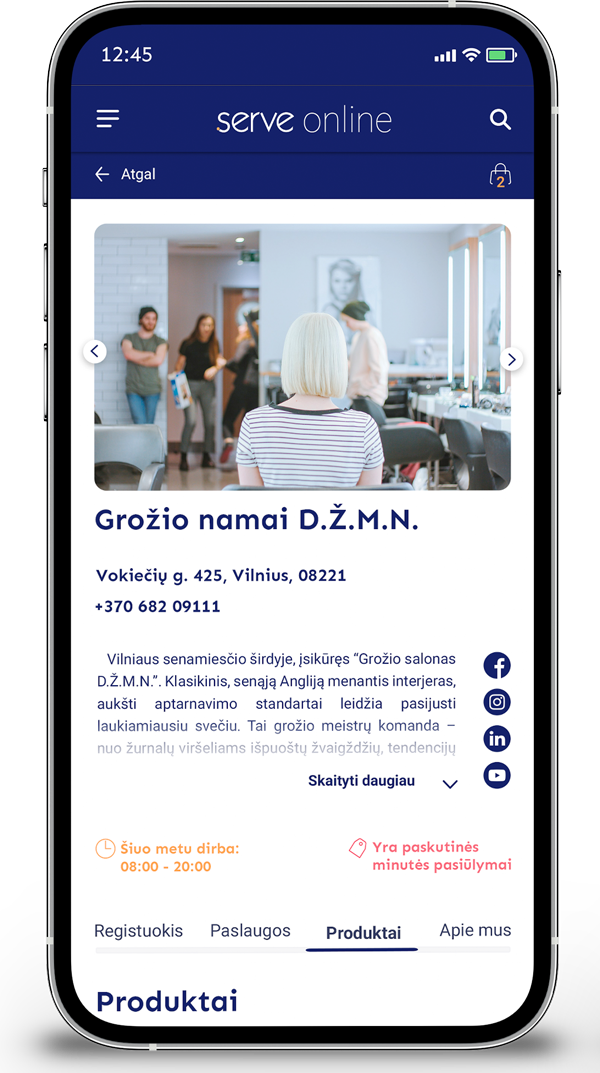 12:45
serve online
Atgal
2
Grožio namai D.Ž.M.N.
Vokiečių g. 425, Vilnius, 08221
+370 682 09111
Vilniaus senamiesčio širdyje, įsikūręs “Grožio salonas
D.Ž.M.N.”. Klasikinis, senąją Angliją menantis interjeras,
aukšti aptarnavimo standartai leidžia pasijusti
laukiamiausiu svečiu. Tai grožio meistrų komanda –
nuo žurnalų viršeliams išpuoštų žvaigždžių, tendencijų
Skaityti daugiau
Šiuo metu dirba:
08:00 - 20:00
Yra paskutinės
minutės pasiūlymai
Registuokis Paslaugos Produktai Apie mus
Produktai